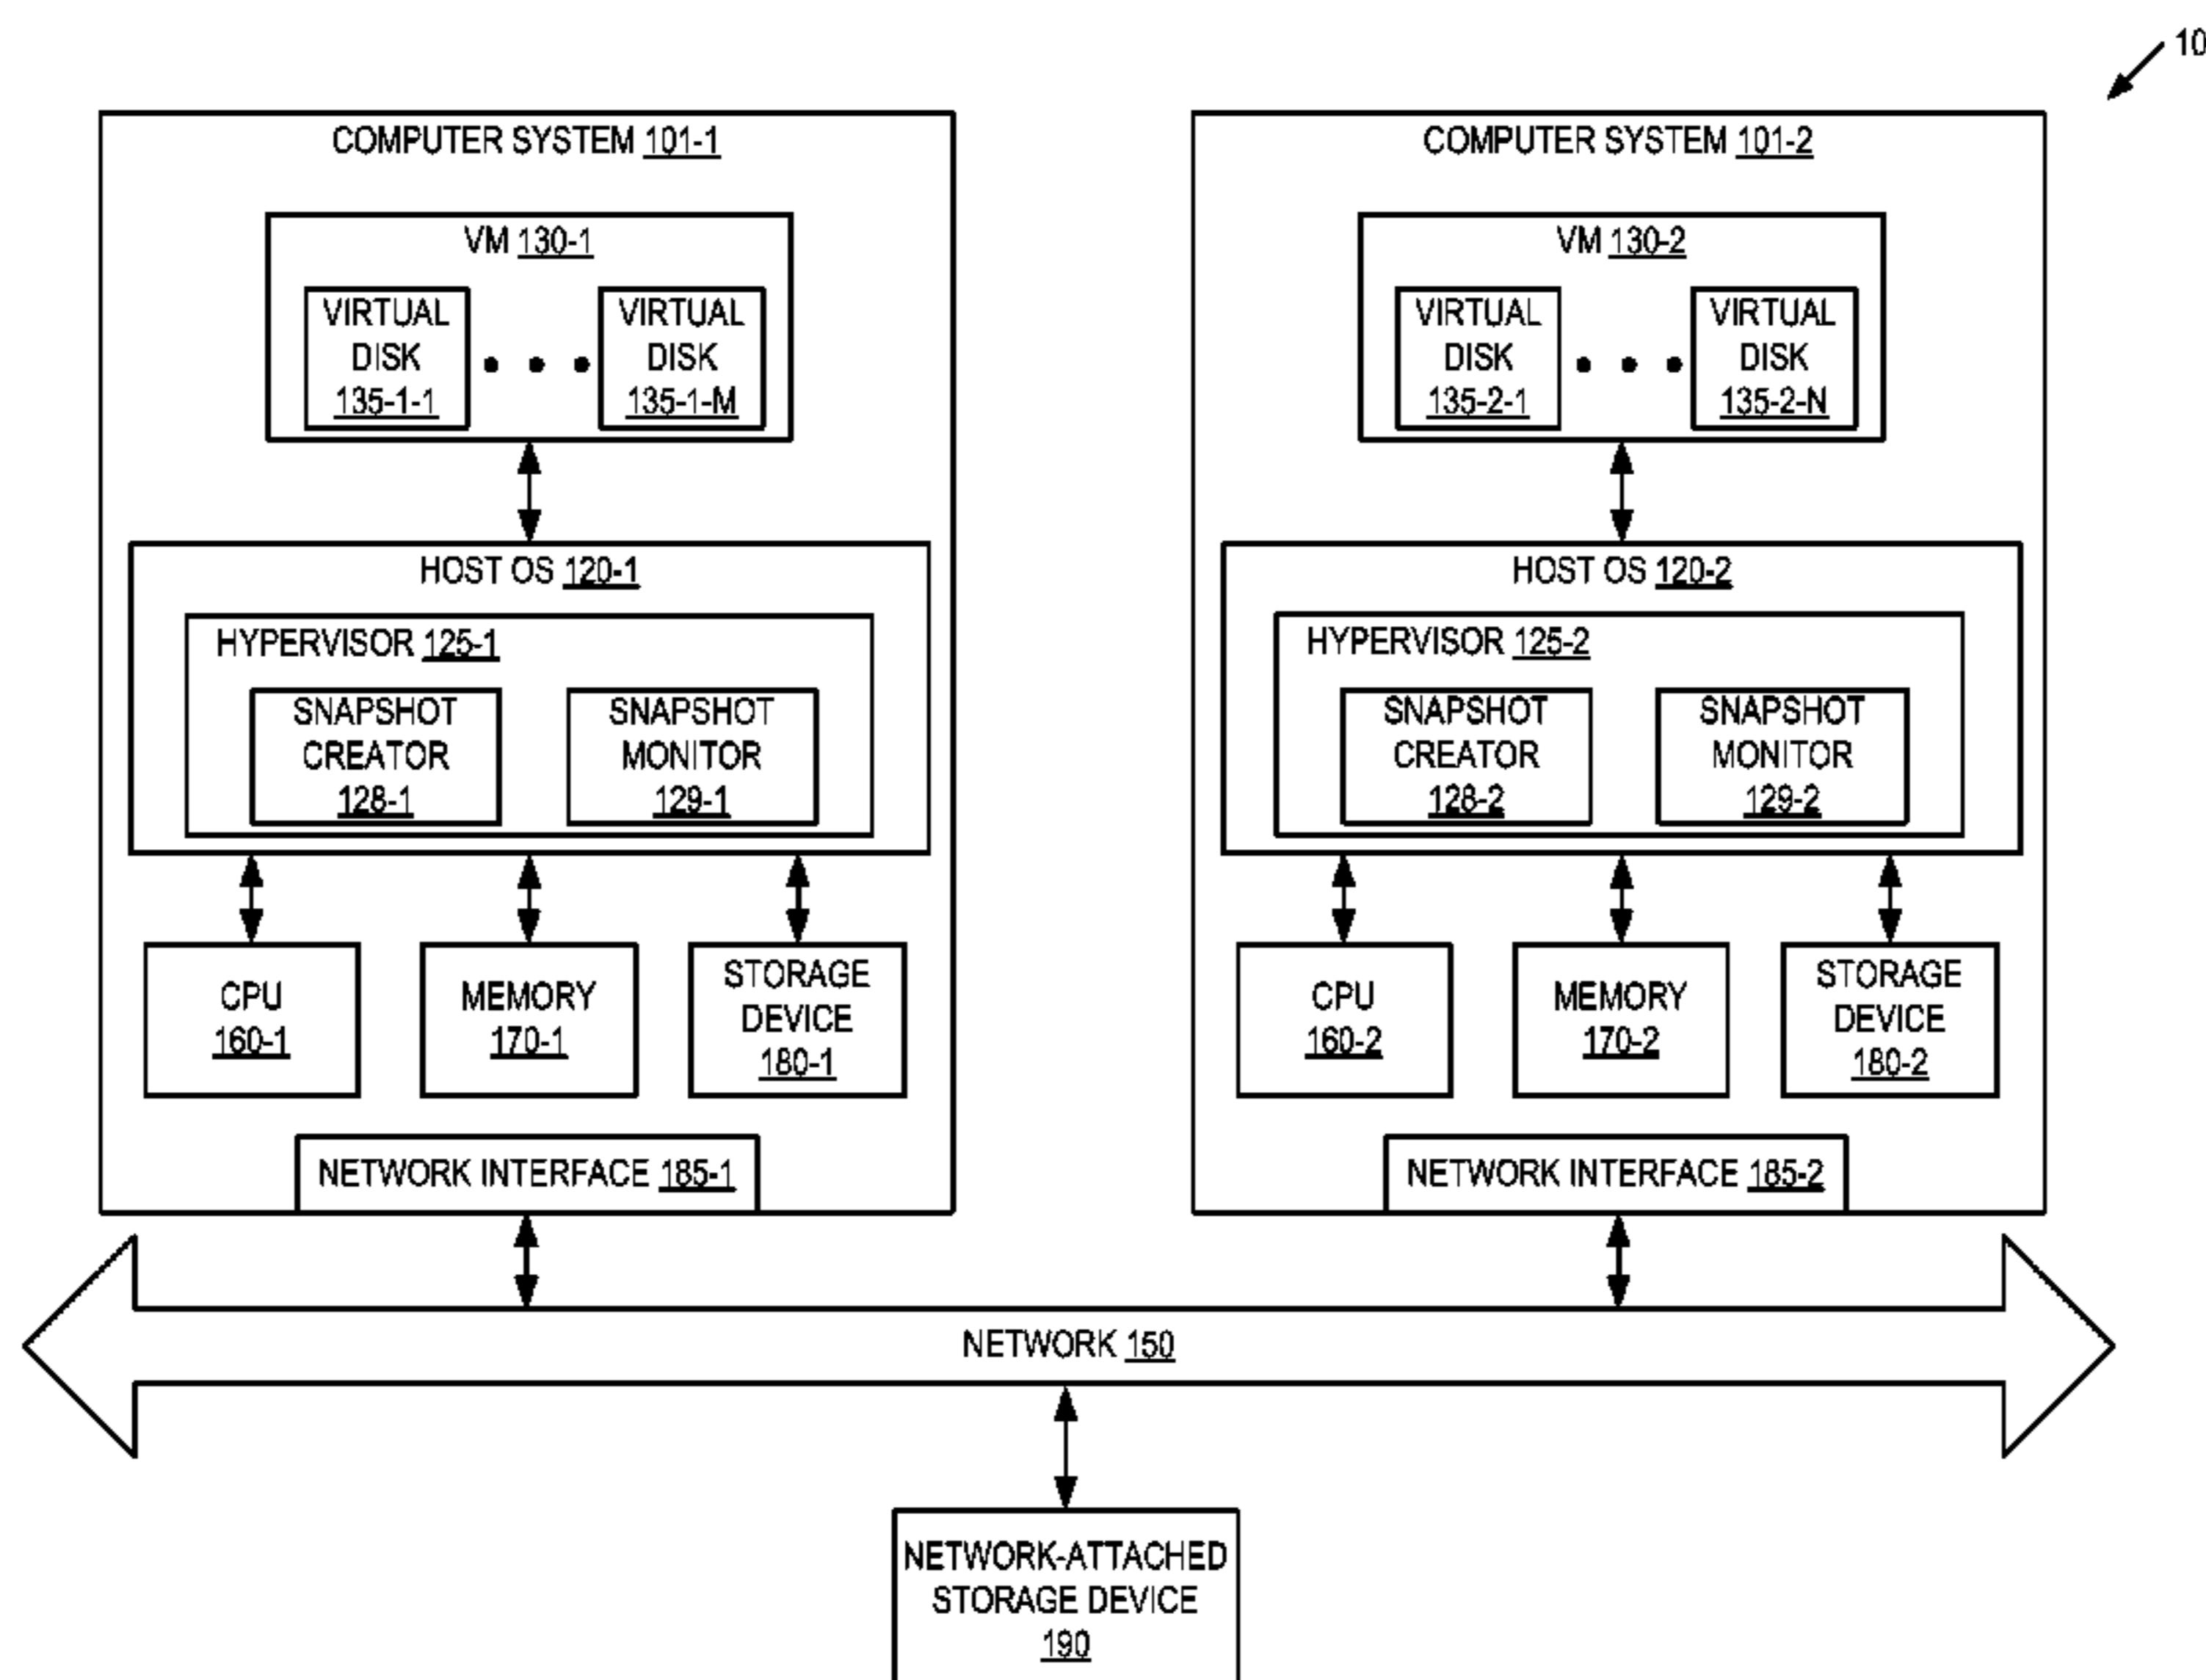 10
COMPUTER SYSTEM 101-1
VM 130-1
VIRTUAL
DISK
135-1-1
VIRTUAL
DISK
135-1-M
HOST OS 120-1
HYPERVISOR 125-1
SNAPSHOT
CREATOR
128-1
SNAPSHOT
MONITOR
129-1
CPU
160-1
MEMORY
170-1
STORAGE
DEVICE
180-1
NETWORK INTERFACE 185-1
COMPUTER SYSTEM 101-2
VM 130-2
VIRTUAL
DISK
135-2-1
VIRTUAL
DISK
135-2-N
HOST OS 120-2
HYPERVISOR 125-2
SNAPSHOT
CREATOR
128-2
SNAPSHOT
MONITOR
129-2
CPU
160-2
MEMORY
170-2
STORAGE
DEVICE
180-2
NETWORK INTERFACE 185-2
NETWORK 150
NETWORK-ATTACHED
STORAGE DEVICE
190